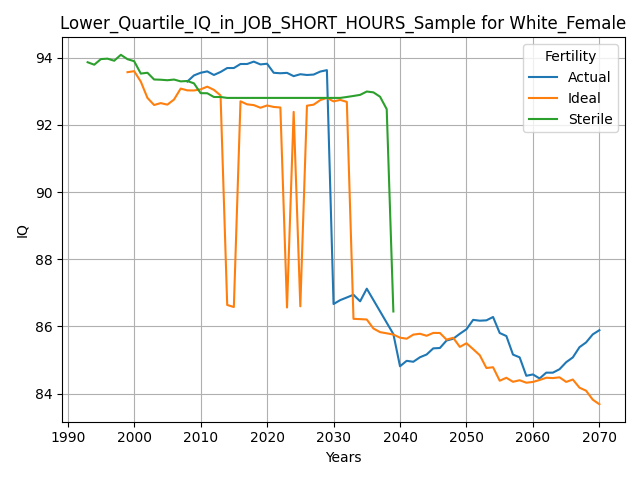 Lower_Quartile_IQ_in_JOB_SHORT_HOURS_Sample for White_Female
Fertility
Actual
Ideal
Sterile
IQ
94
92
90
88
86
84
1990
2000
2010
2020
2030
2040
2050
2060
2070
Years